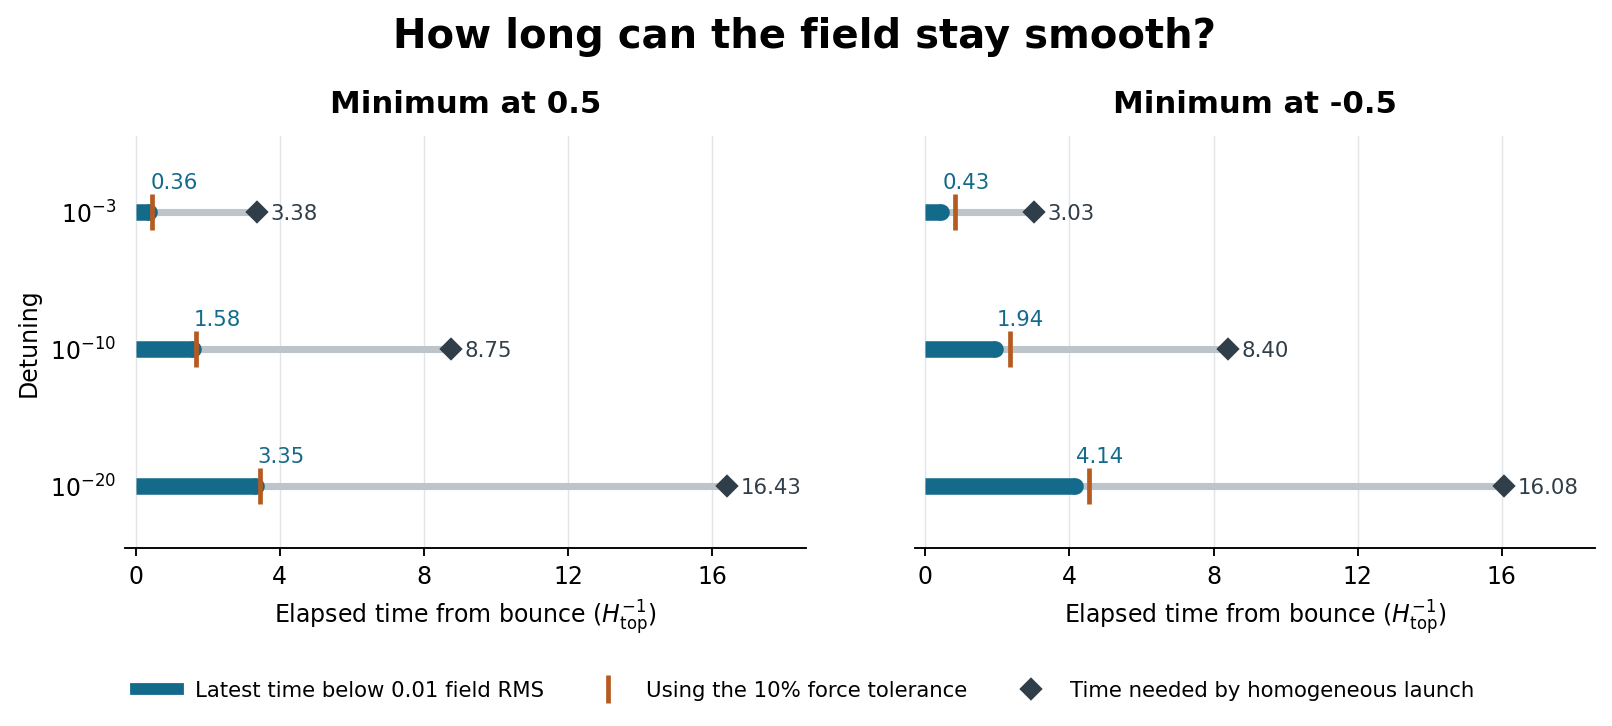 How long can the field stay smooth?
Minimum at 0.5
Minimum at -0.5
Detuning
10⁻³
0.36
3.38
0.43
3.03
10⁻¹⁰
1.58
8.75
1.94
8.40
10⁻²⁰
3.35
16.43
4.14
16.08
0 4 8 12 16
0 4 8 12 16
Elapsed time from bounce (H⁻¹_top)
Elapsed time from bounce (H⁻¹_top)
Latest time below 0.01 field RMS
Using the 10% force tolerance
Time needed by homogeneous launch